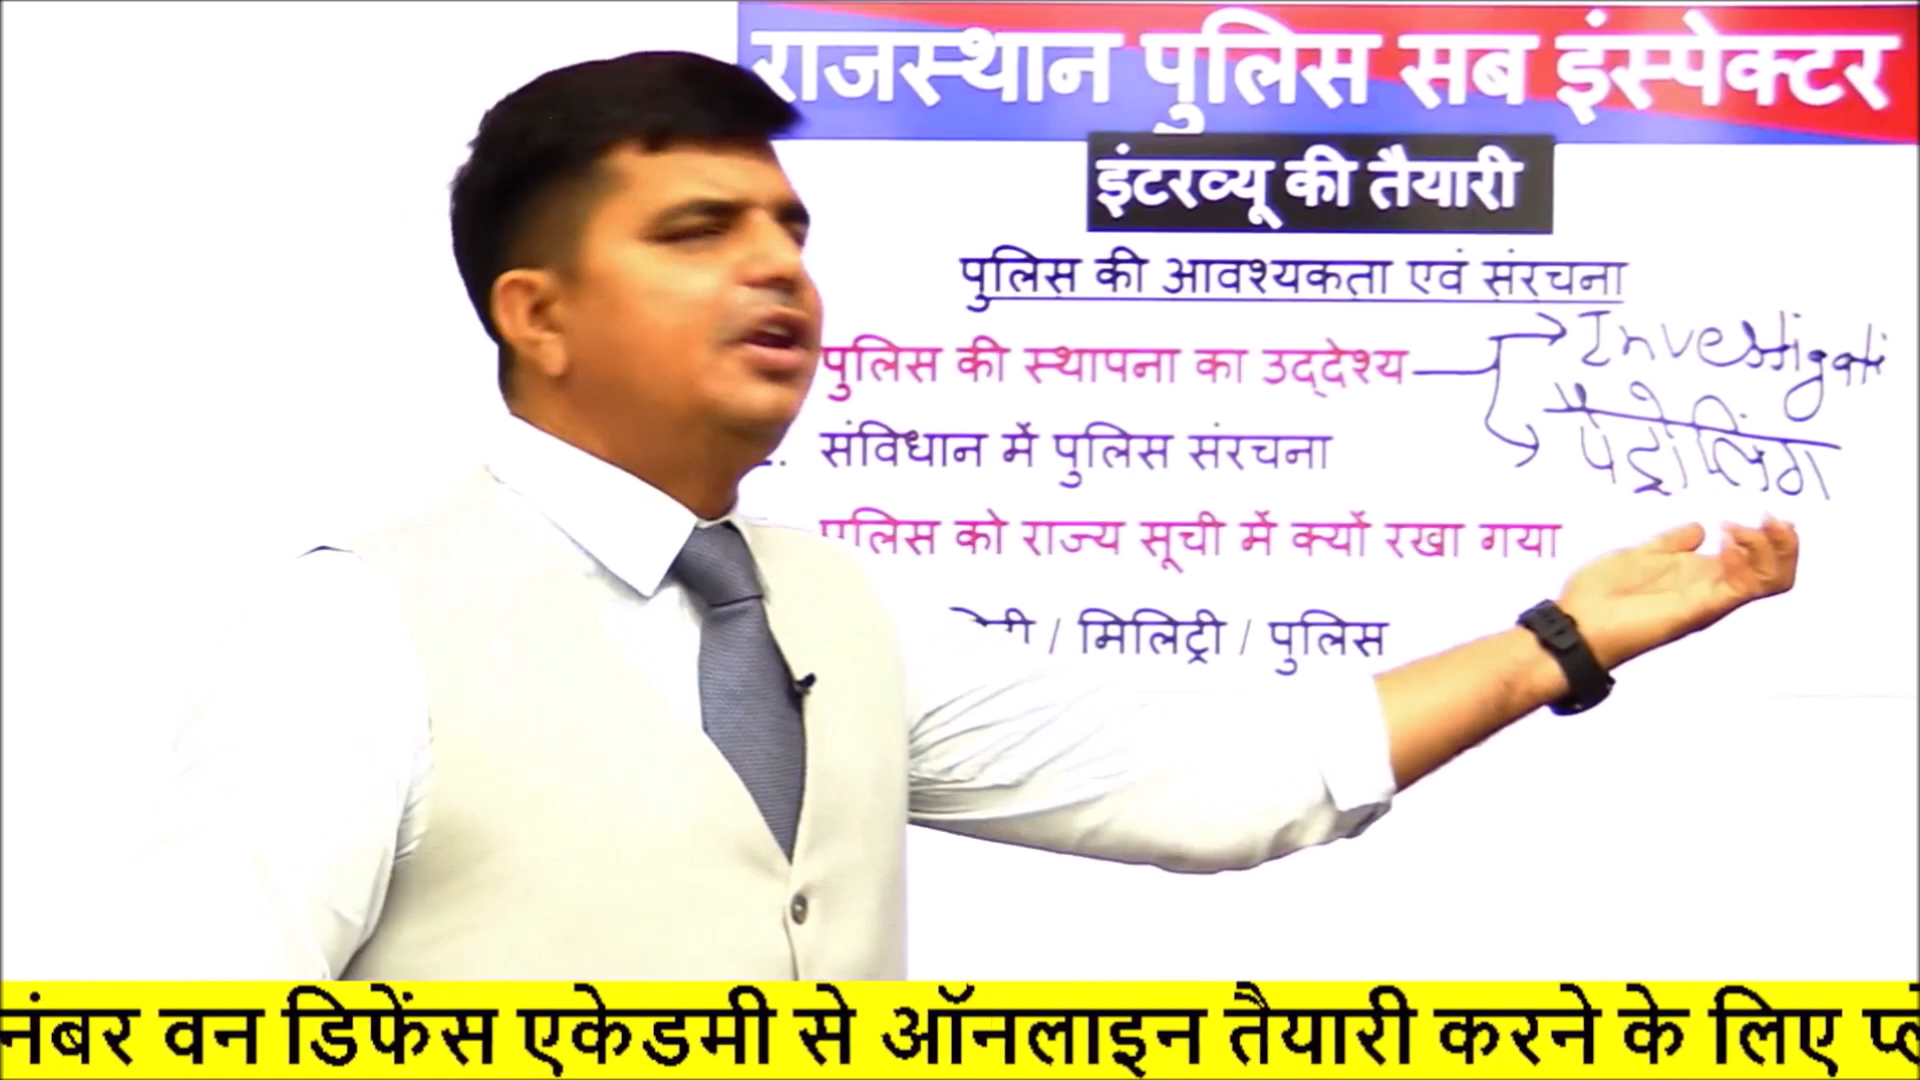 राजस्थान पुलिस सब इंस्पेक्टर
इंटरव्यू की तैयारी
पुलिस की आवश्यकता एवं संरचना
पुलिस की स्थापना का उद्देश्य
Investigati
पैट्रोलिंग
संविधान में पुलिस संरचना
पुलिस को राज्य सूची में क्यों रखा गया
/ मिलिट्री / पुलिस
नंबर वन डिफेंस एकेडमी से ऑनलाइन तैयारी करने के लिए